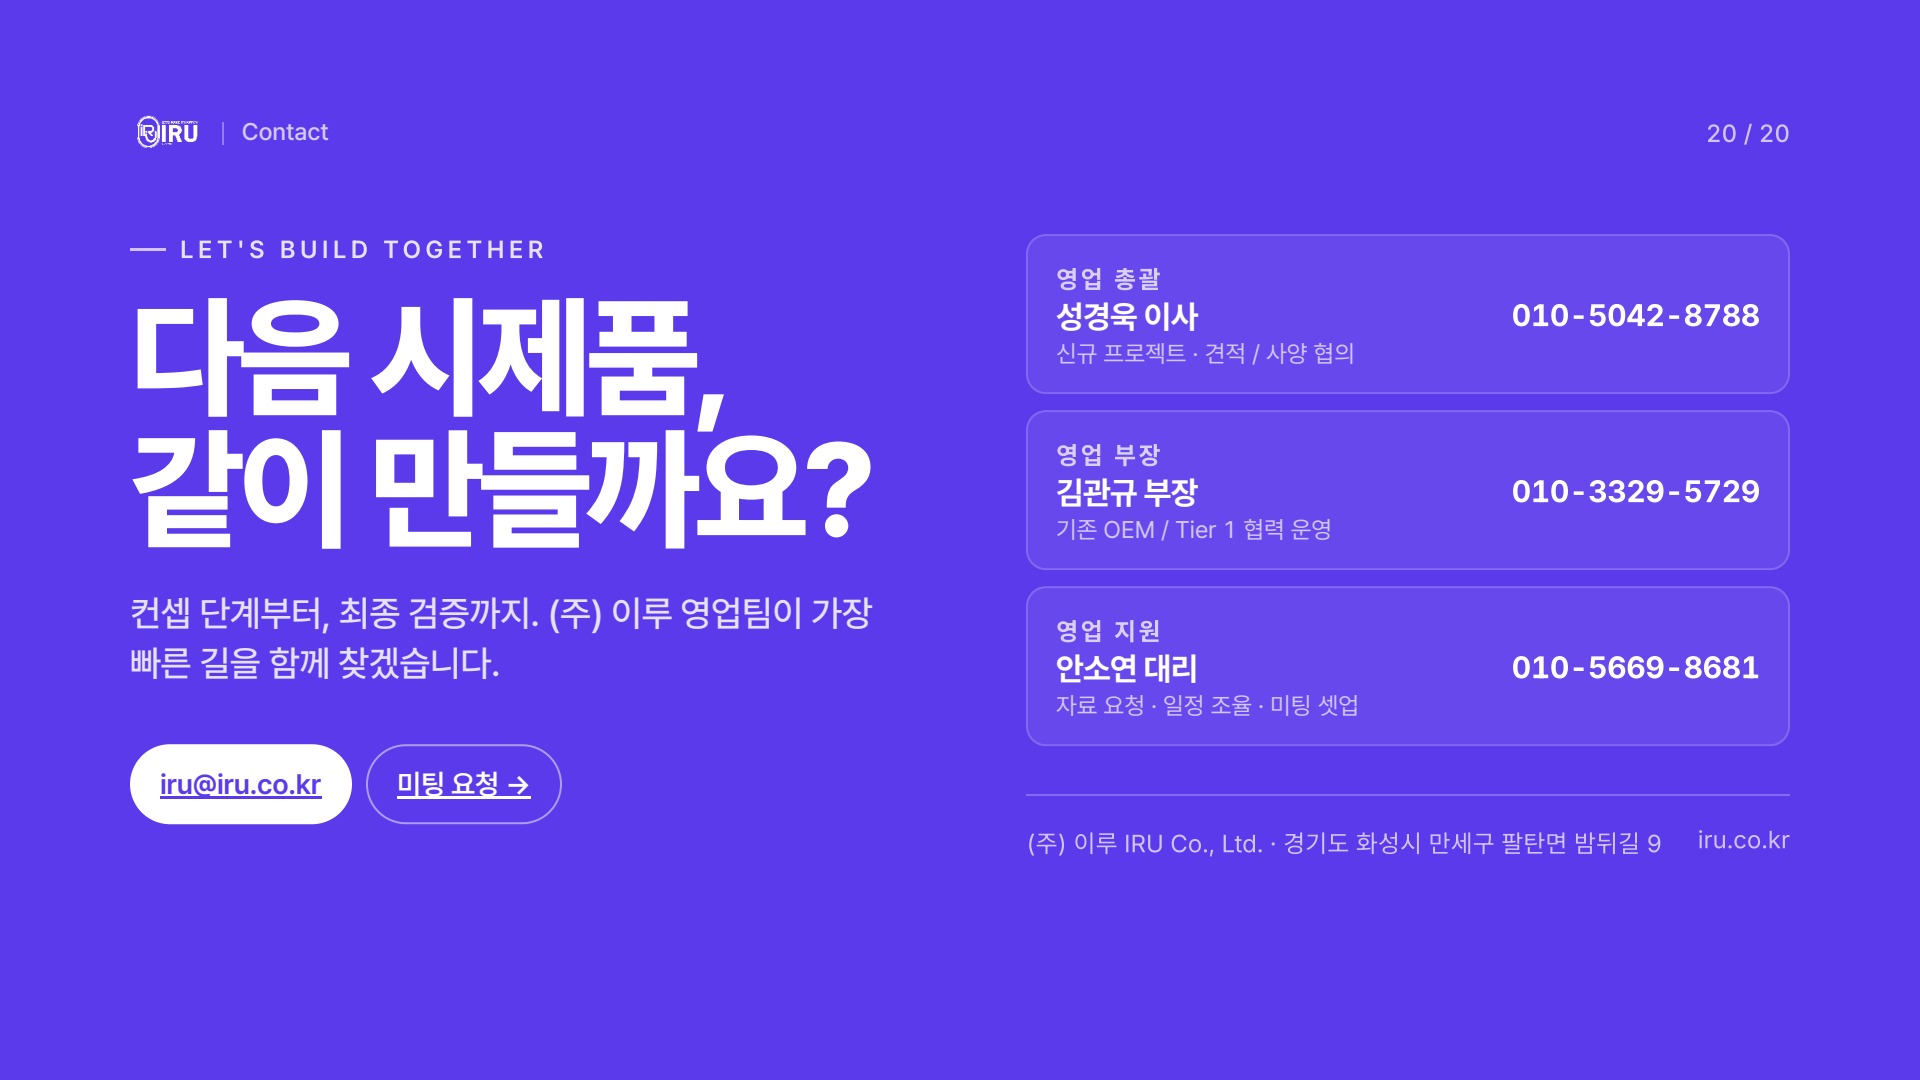 IRU
Contact
20 / 20
LET'S BUILD TOGETHER
다음 시제품,
같이 만들까요?
컨셉 단계부터, 최종 검증까지. (주) 이루 영업팀이 가장
빠른 길을 함께 찾겠습니다.
iru@iru.co.kr
미팅 요청 →
영업 총괄
성경욱 이사
010-5042-8788
신규 프로젝트 · 견적 / 사양 협의
영업 부장
김관규 부장
010-3329-5729
기존 OEM / Tier 1 협력 운영
영업 지원
안소연 대리
010-5669-8681
자료 요청 · 일정 조율 · 미팅 셋업
(주) 이루 IRU Co., Ltd. · 경기도 화성시 만세구 팔탄면 밤뒤길 9
iru.co.kr